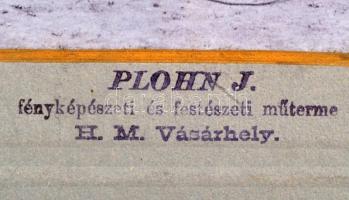 PLOHN J.
fényképészeti és festészeti műterme
H. M. Vásárhely.